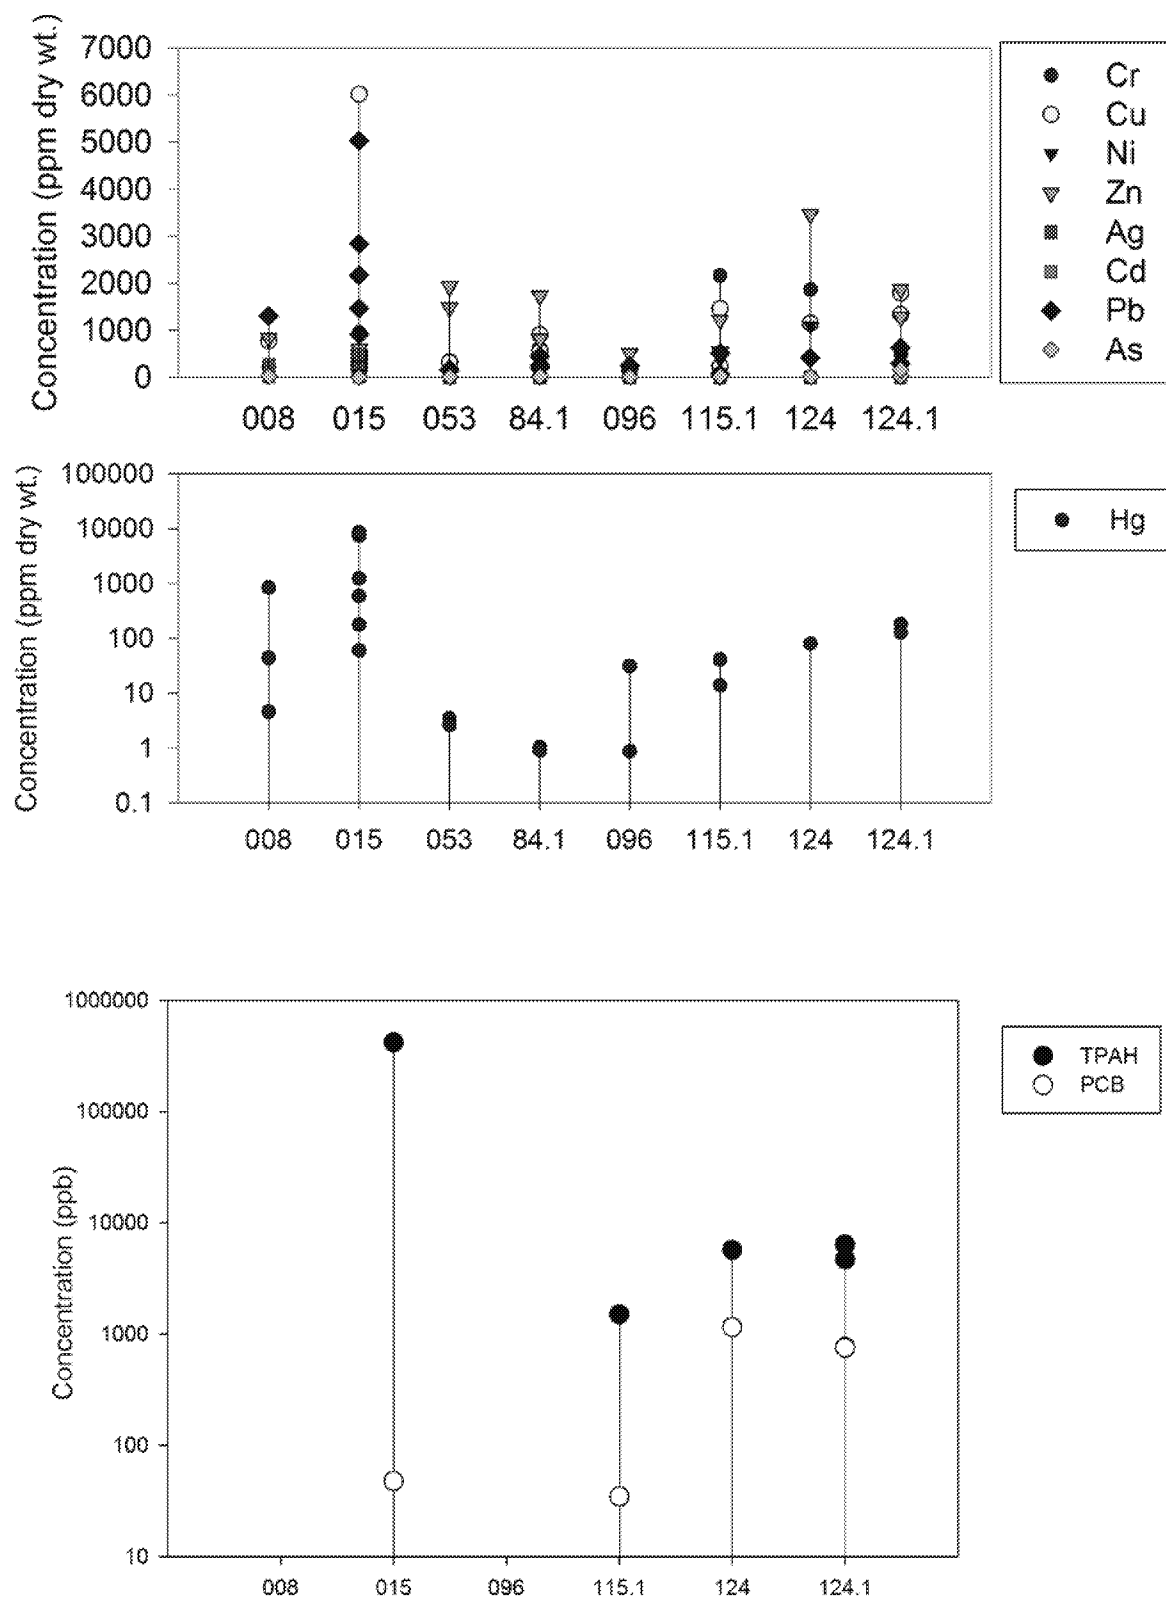 Concentration (ppm dry wt.)
7000
6000
5000
4000
3000
2000
1000
0
008 015 053 84.1 096 115.1 124 124.1
Cr
Cu
Ni
Zn
Ag
Cd
Pb
As
Concentration (ppm dry wt.)
100000
10000
1000
100
10
1
0.1
008 015 053 84.1 096 115.1 124 124.1
Hg
Concentration (ppb)
1000000
100000
10000
1000
100
10
008 015 096 115.1 124 124.1
TPAH
PCB